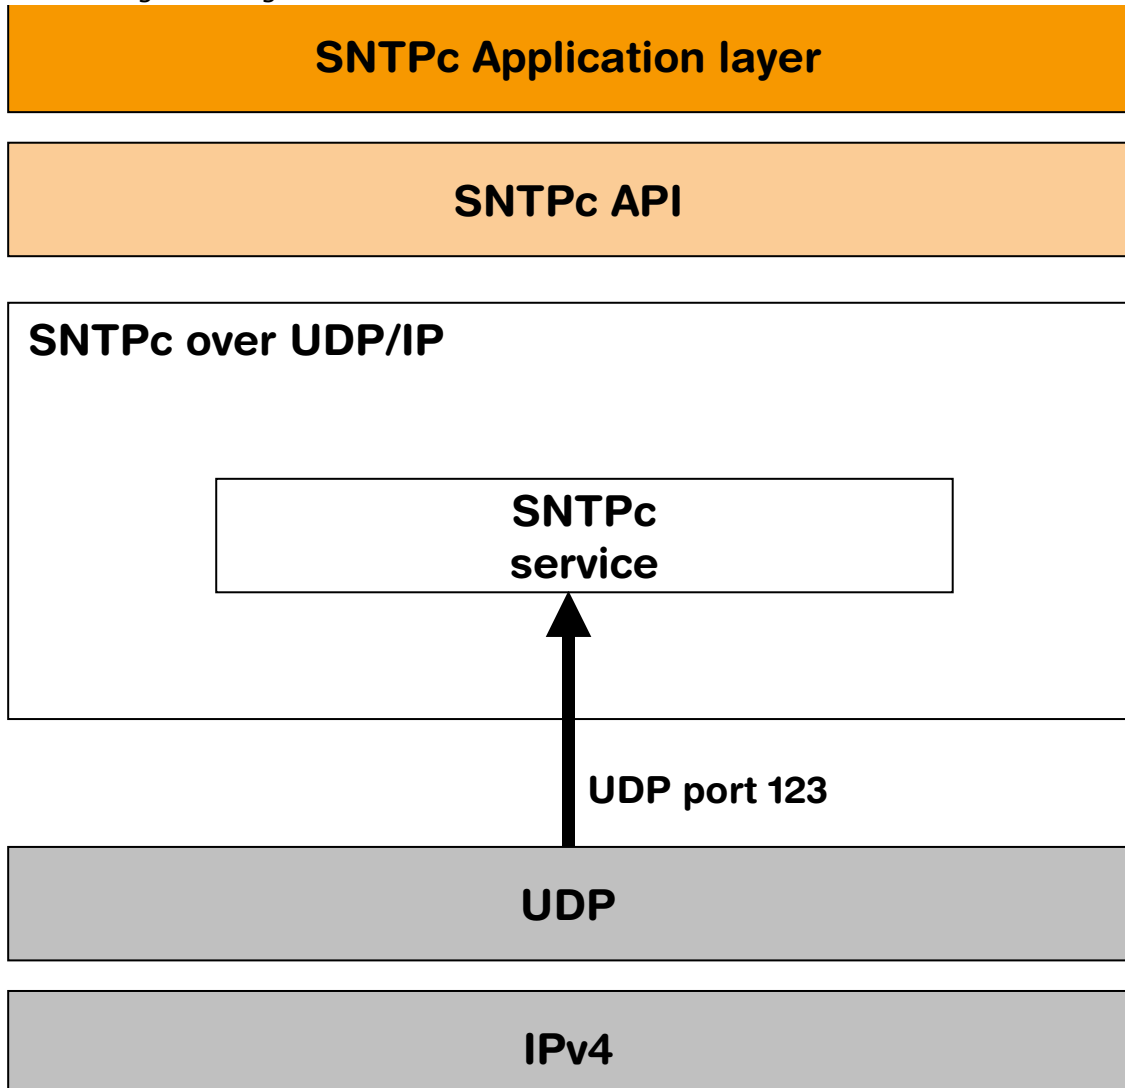 SNTPc Application layer
SNTPc API
SNTPc over UDP/IP
SNTPc
service
UDP port 123
UDP
IPv4